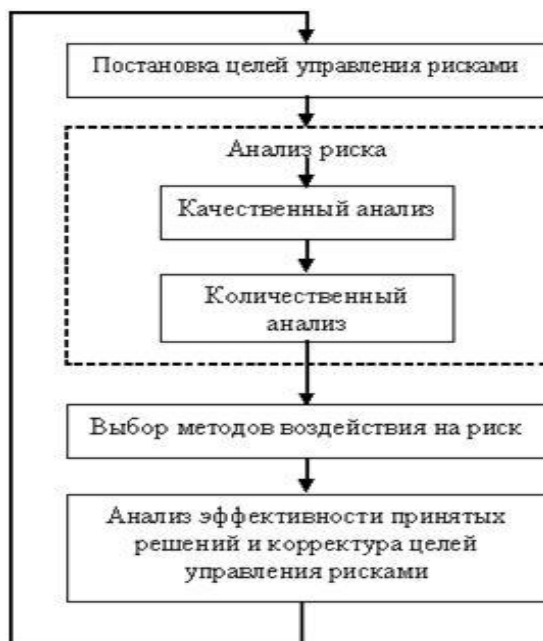 Постановка целей управления рисками
Анализ риска
Качественный анализ
Количественный
анализ
Выбор методов воздействия на риск
Анализ эффективности принятых
решений и корректура целей
управления рисками